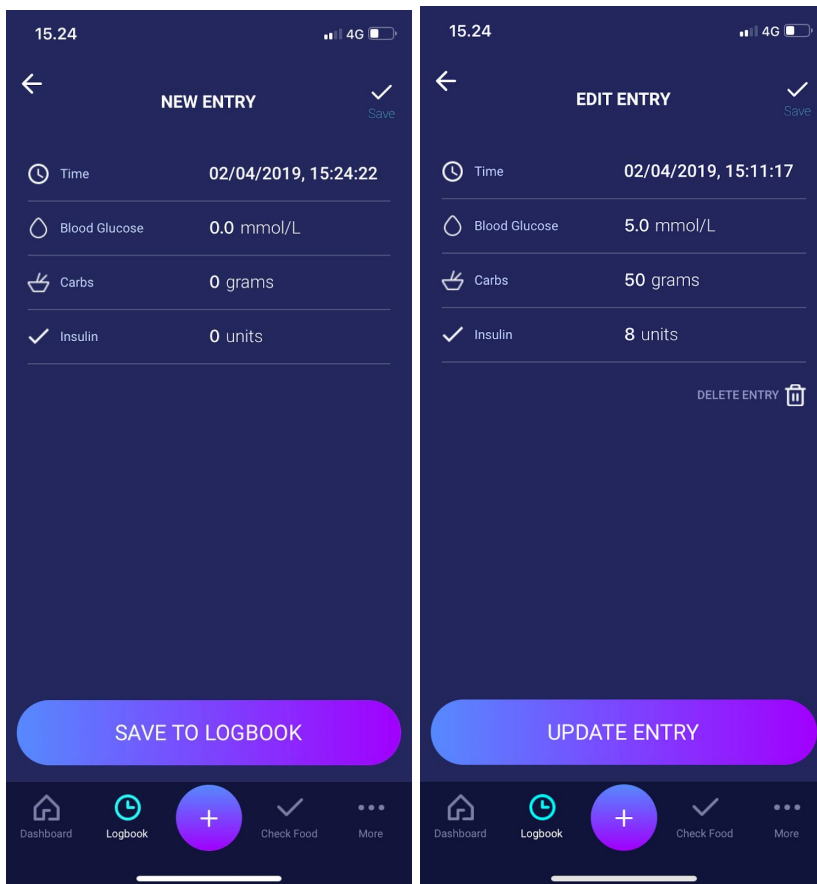 15.24 4G
NEW ENTRY
Save
Time 02/04/2019, 15:24:22
Blood Glucose 0.0 mmol/L
Carbs 0 grams
Insulin 0 units
SAVE TO LOGBOOK
Dashboard Logbook + Check Food More
15.24 4G
EDIT ENTRY
Save
Time 02/04/2019, 15:11:17
Blood Glucose 5.0 mmol/L
Carbs 50 grams
Insulin 8 units
DELETE ENTRY
UPDATE ENTRY
Dashboard Logbook + Check Food More